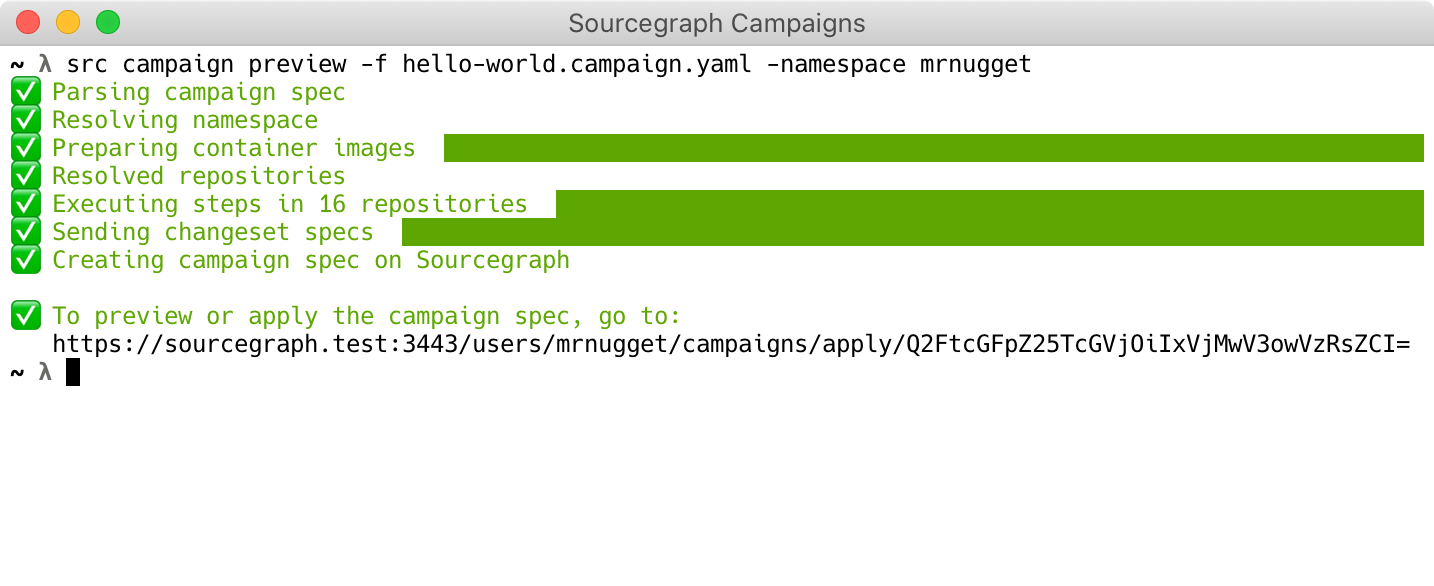 Sourcegraph Campaigns
~ λ src campaign preview -f hello-world.campaign.yaml -namespace mrnugget
✅ Parsing campaign spec
✅ Resolving namespace
✅ Preparing container images
✅ Resolved repositories
✅ Executing steps in 16 repositories
✅ Sending changeset specs
✅ Creating campaign spec on Sourcegraph
✅ To preview or apply the campaign spec, go to:
https://sourcegraph.test:3443/users/mrnugget/campaigns/apply/Q2FtcGFpZ25TcGVjOiIxVjMwV3owVzRsZCI=
~ λ